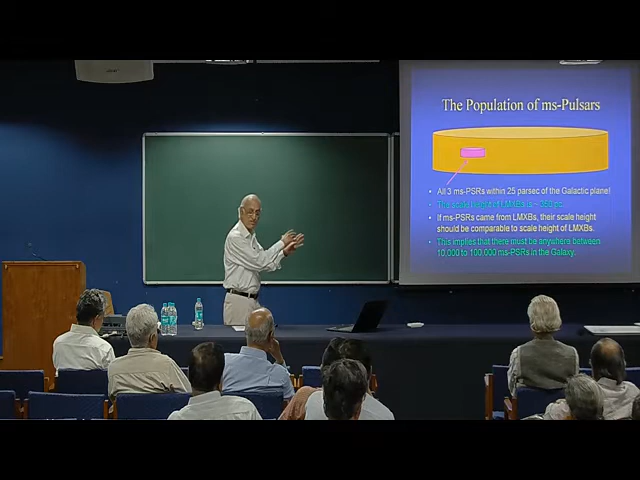 The Population of ms-Pulsars
• All 3 ms-PSRs within 25 parsec of the Galactic plane!
• The scale height of LMXBs is ~ 350 pc.
• If ms-PSRs came from LMXBs, their scale height
should be comparable to scale height of LMXBs.
• This implies that there must be anywhere between
10,000 to 100,000 ms-PSRs in the Galaxy.